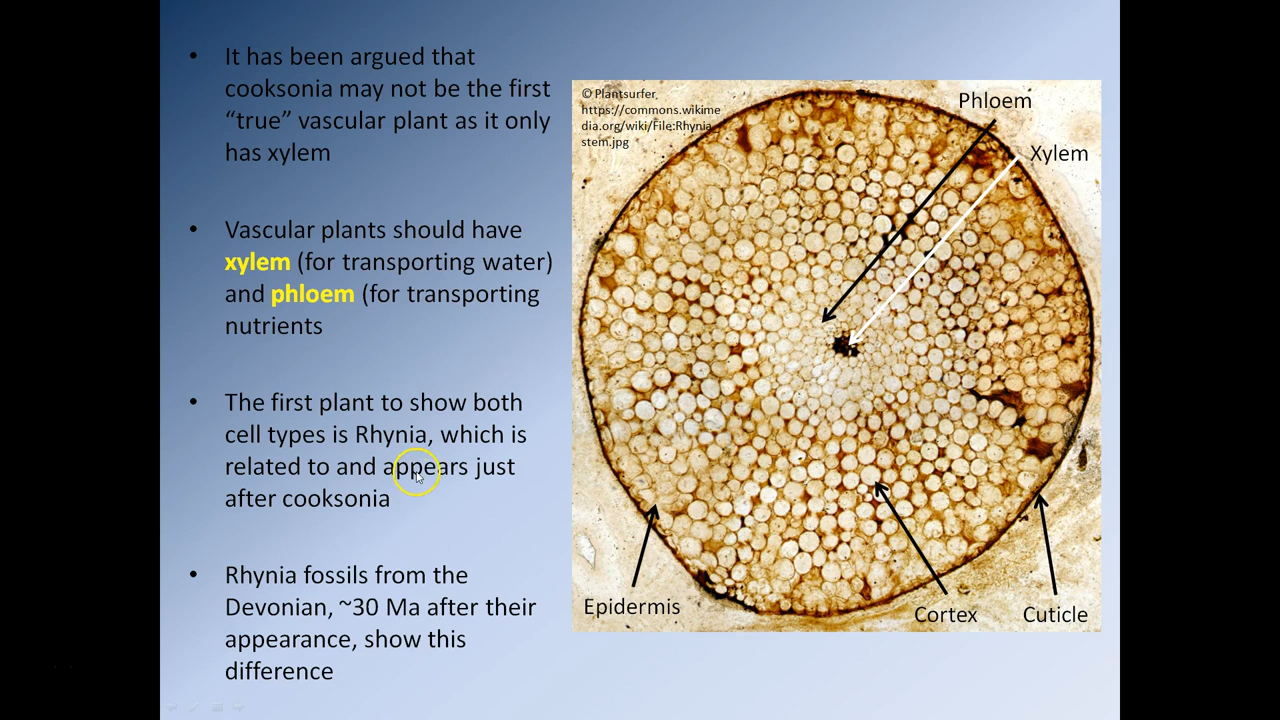 • It has been argued that
cooksonia may not be the first
“true” vascular plant as it only
has xylem
• Vascular plants should have
xylem (for transporting water)
and phloem (for transporting
nutrients
• The first plant to show both
cell types is Rhynia, which is
related to and appears just
after cooksonia
• Rhynia fossils from the
Devonian, ~30 Ma after their
appearance, show this
difference
© Plantsurfer,
https://commons.wikime
dia.org/wiki/File:Rhynia_
stem.jpg
Phloem
Xylem
Epidermis
Cortex
Cuticle